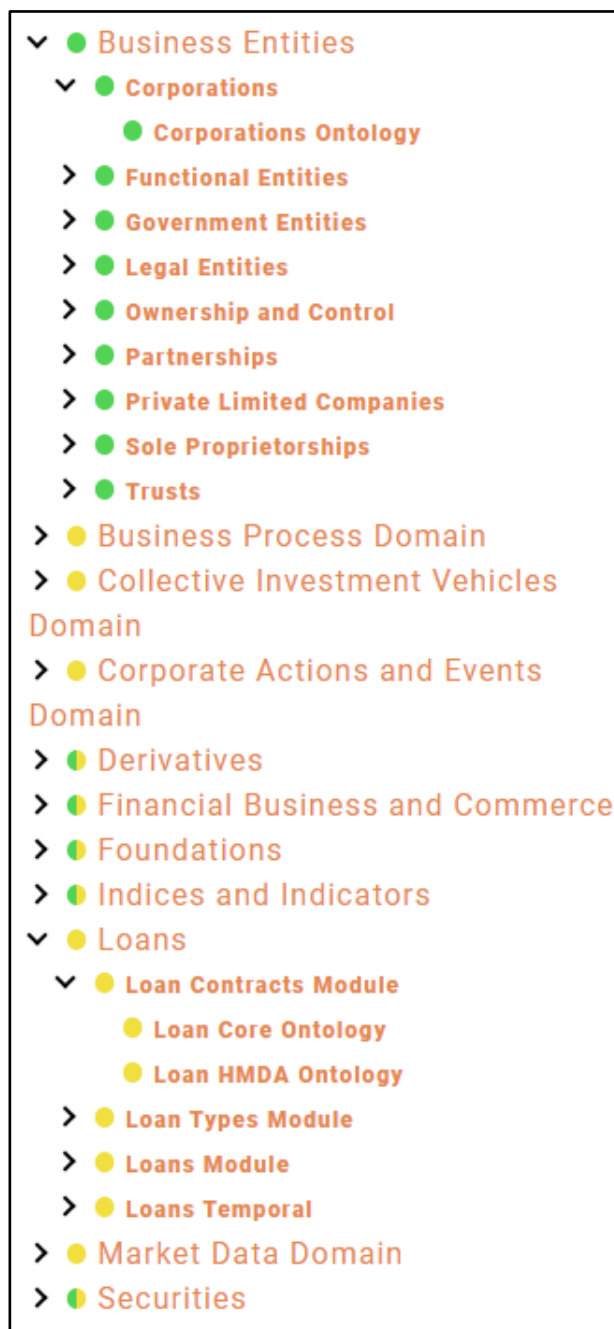 Business Entities
Corporations
Corporations Ontology
Functional Entities
Government Entities
Legal Entities
Ownership and Control
Partnerships
Private Limited Companies
Sole Proprietorships
Trusts
Business Process Domain
Collective Investment Vehicles
Domain
Corporate Actions and Events
Domain
Derivatives
Financial Business and Commerce
Foundations
Indices and Indicators
Loans
Loan Contracts Module
Loan Core Ontology
Loan HMDA Ontology
Loan Types Module
Loans Module
Loans Temporal
Market Data Domain
Securities